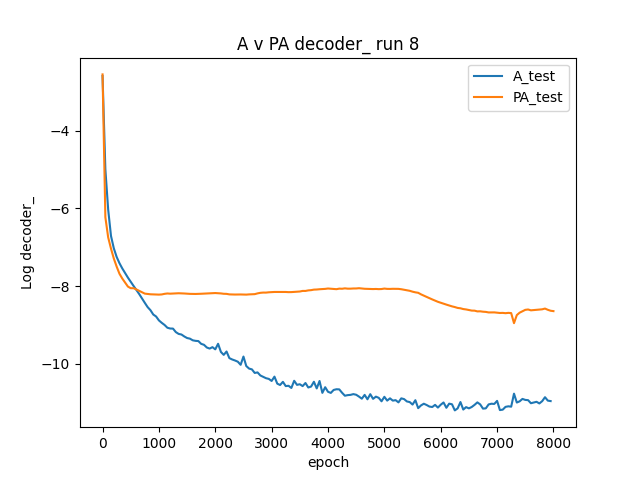 A v PA decoder_ run 8
A_test
PA_test
Log decoder_
−4
−6
−8
−10
0 1000 2000 3000 4000 5000 6000 7000 8000
epoch